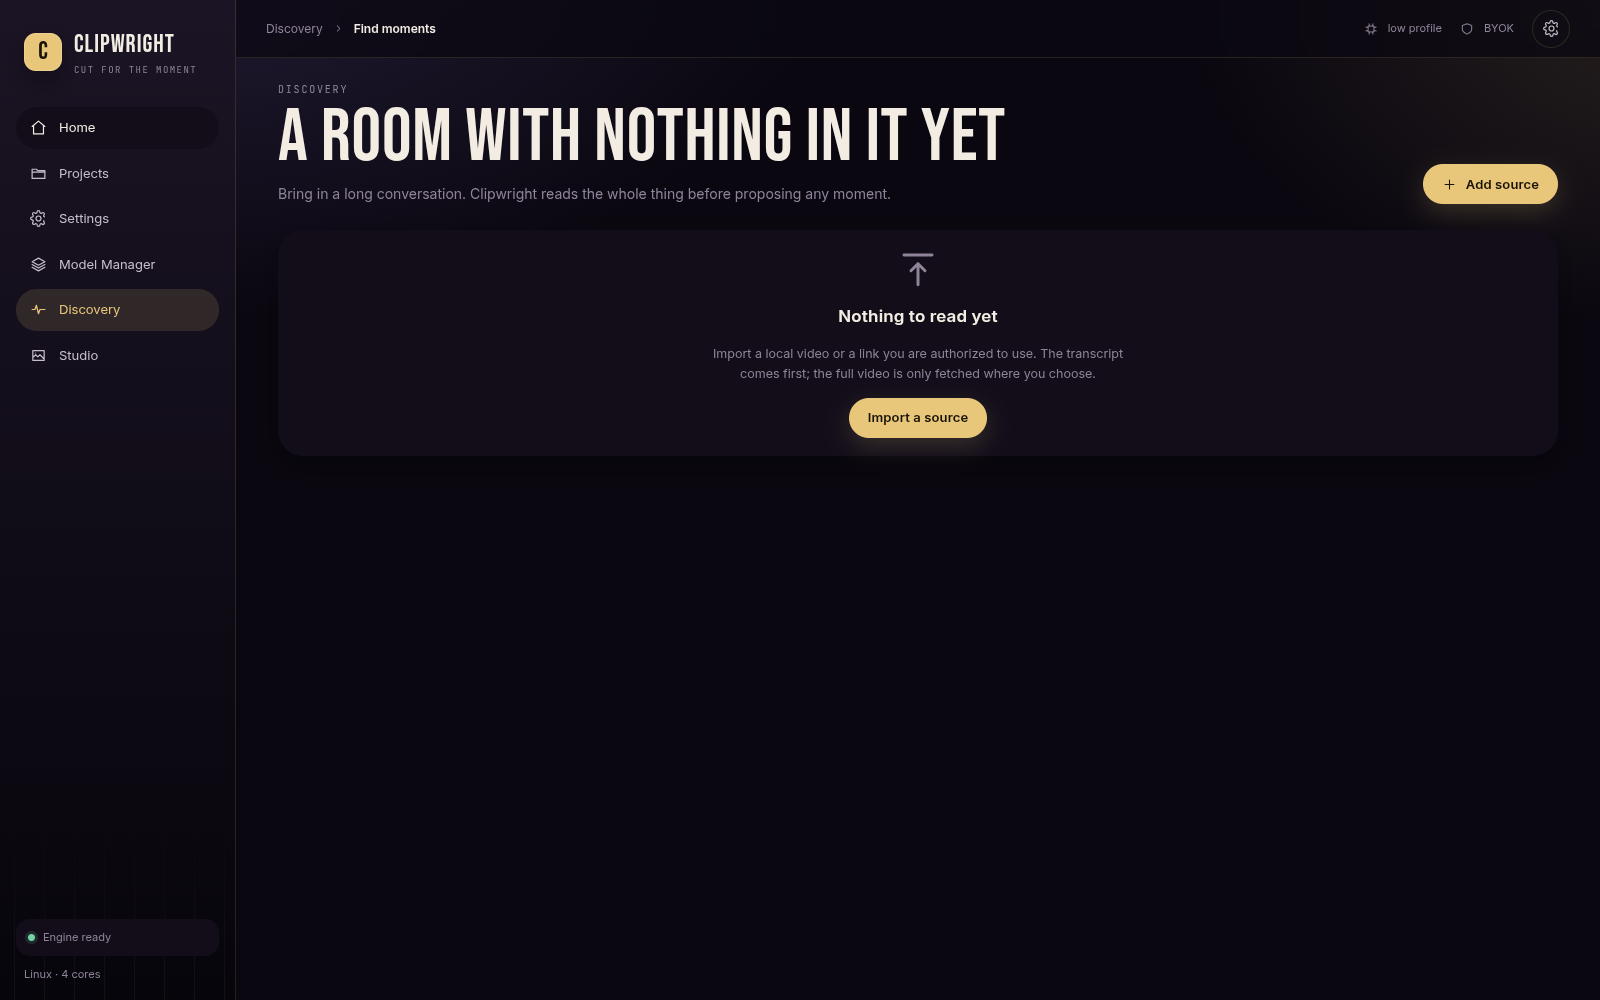 C
CLIPWRIGHT
CUT FOR THE MOMENT
Home
Projects
Settings
Model Manager
Discovery
Studio
Engine ready
Linux · 4 cores
Discovery › Find moments
low profile
BYOK
DISCOVERY
A ROOM WITH NOTHING IN IT YET
Bring in a long conversation. Clipwright reads the whole thing before proposing any moment.
Add source
Nothing to read yet
Import a local video or a link you are authorized to use. The transcript
comes first; the full video is only fetched where you choose.
Import a source